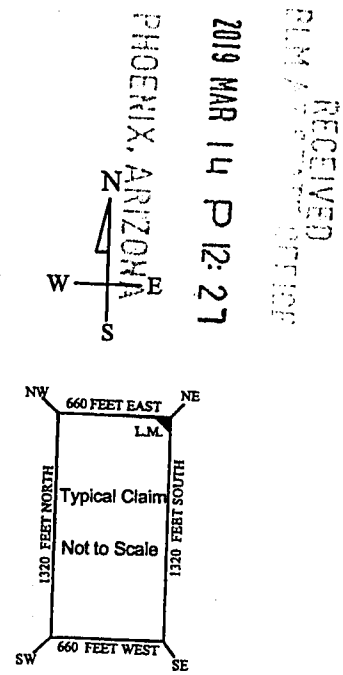 RECEIVED
2019 MAR 14 P 12:27
PHOENIX, ARIZONA
N
W E
S
NW 660 FEET EAST NE
L.M.
1320 FEET NORTH
Typical Claim
Not to Scale
1320 FEET SOUTH
SW 660 FEET WEST SE